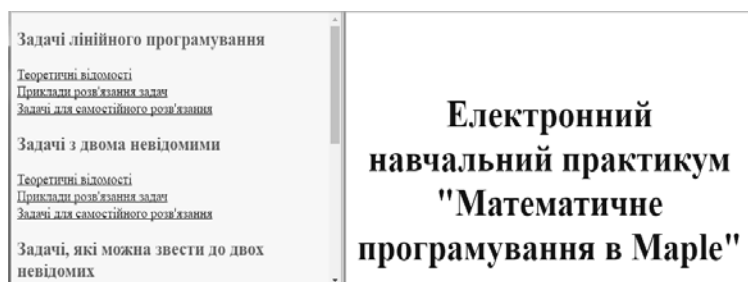 Задачі лінійного програмування
Теоретичні відомості
Приклади розв'язання задач
Задачі для самостійного розв'язання
Задачі з двома невідомими
Теоретичні відомості
Приклади розв'язання задач
Задачі для самостійного розв'язання
Задачі, які можна звести до двох
невідомих
Електронний
навчальний практикум
"Математичне
програмування в Maple"